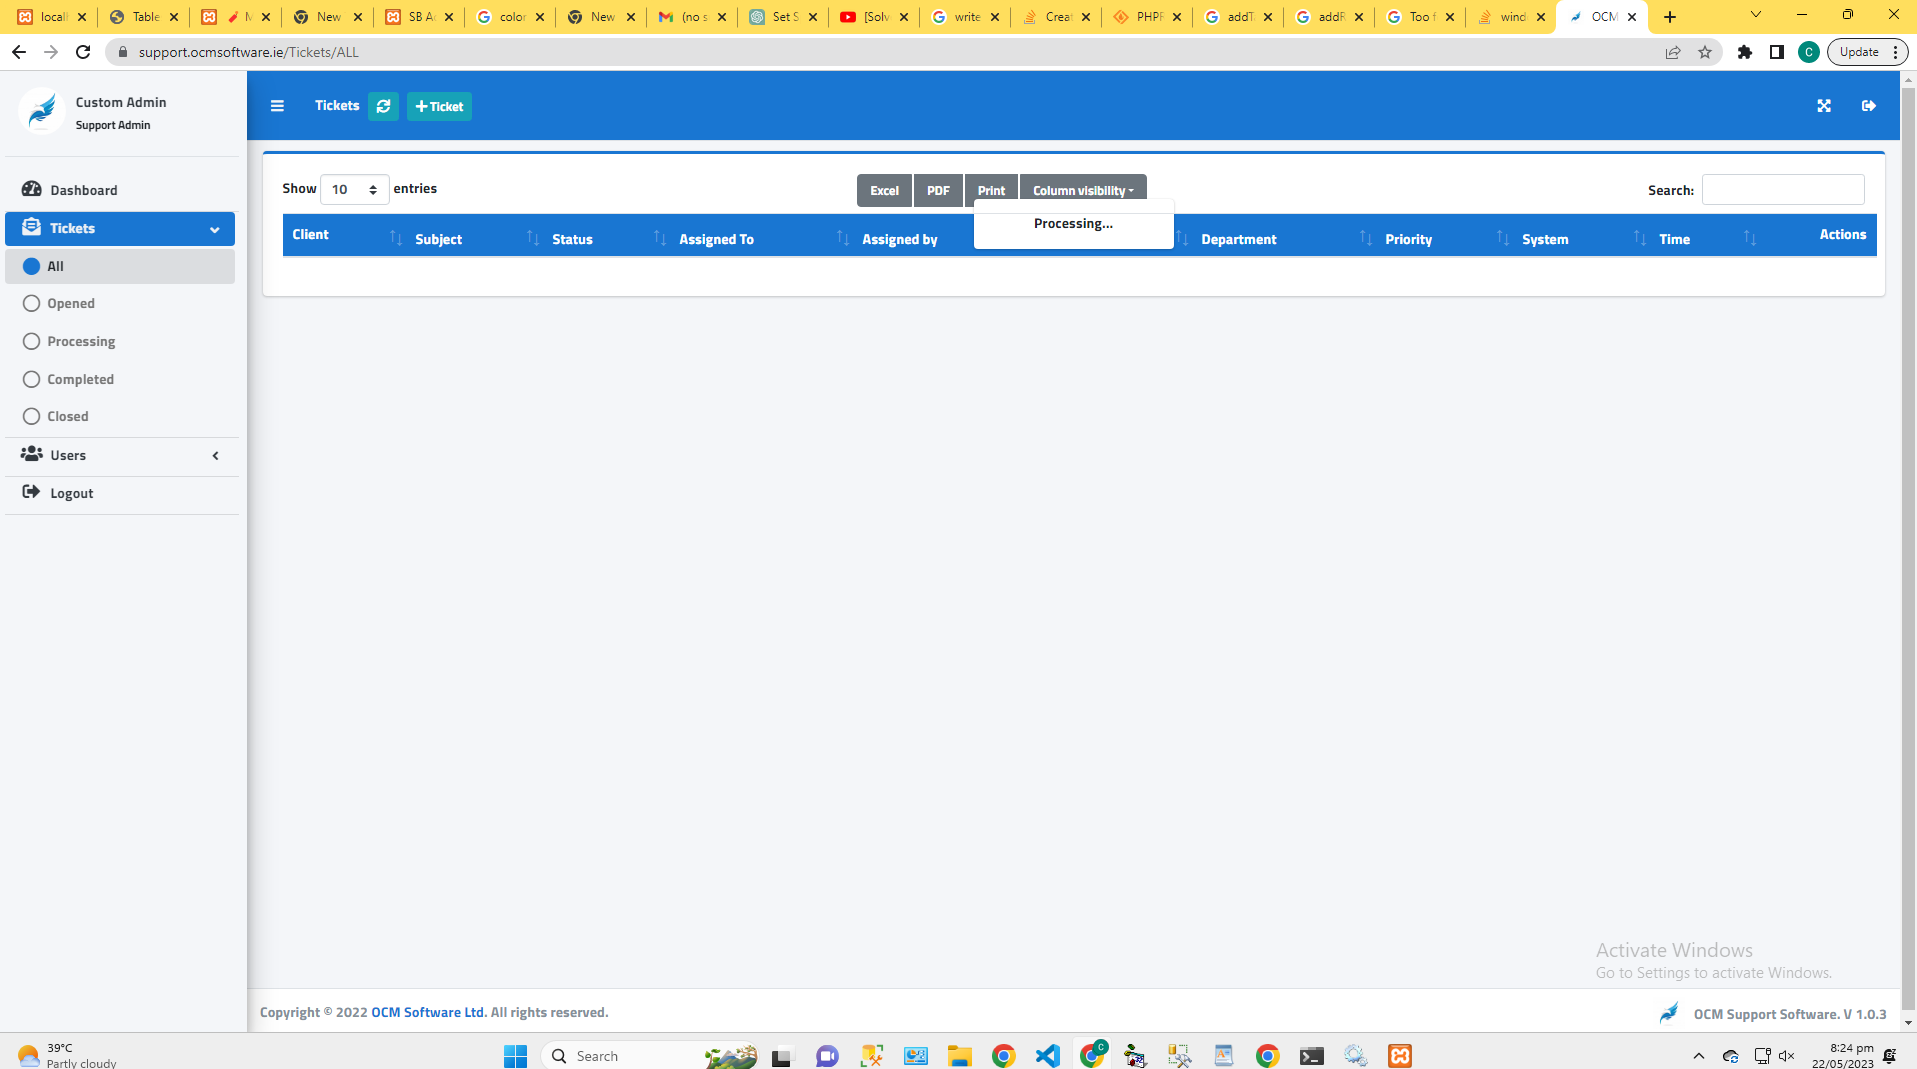 locall
Table
M
New
SB Ad
color
New
(no s
Set S
[Solv
write
Creat
PHPF
addTa
addR
Too f
wind
OCM
support.ocmsoftware.ie/Tickets/ALL
C
Update
Custom Admin
Support Admin
Dashboard
Tickets
All
Opened
Processing
Completed
Closed
Users
Logout
Tickets
Ticket
Show 10 entries
Excel
PDF
Print
Column visibility
Search:
Processing...
Client
Subject
Status
Assigned To
Assigned by
Department
Priority
System
Time
Actions
Activate Windows
Go to Settings to activate Windows.
Copyright © 2022 OCM Software Ltd. All rights reserved.
OCM Support Software. V 1.0.3
39°C
Partly cloudy
Search
C
8:24 pm
22/05/2023